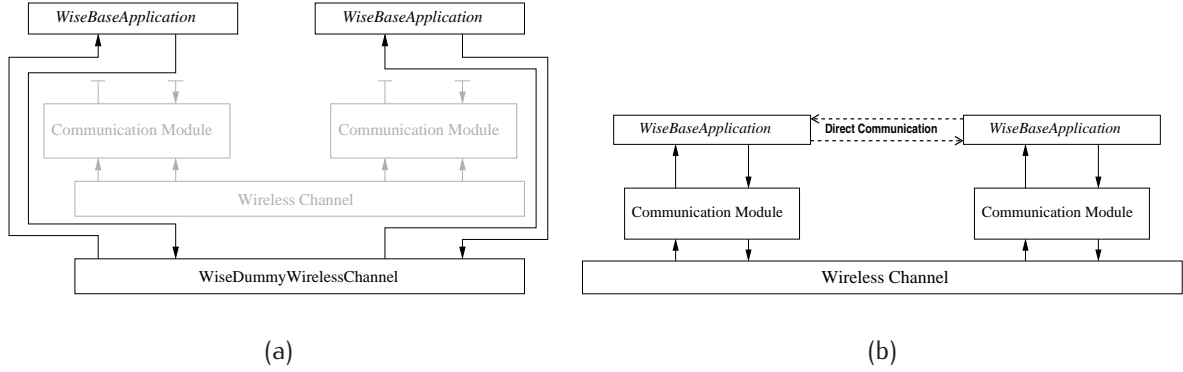 WiseBaseApplication
WiseBaseApplication
Communication Module
Communication Module
Wireless Channel
WiseDummyWirelessChannel
(a)
WiseBaseApplication
Direct Communication
WiseBaseApplication
Communication Module
Communication Module
Wireless Channel
(b)